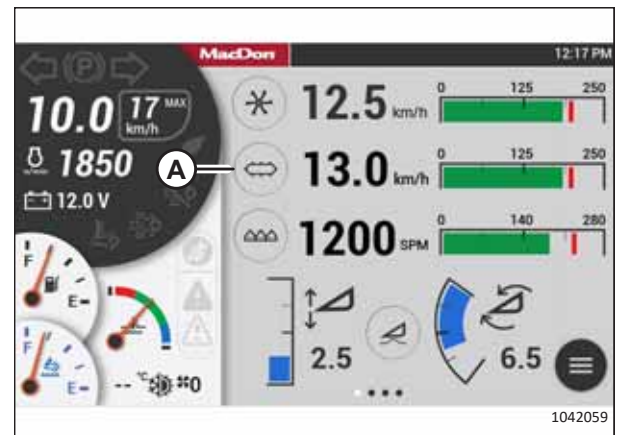 MacDon
12:17 PM
P
10.0
17 MAX
km/h
n/min 1850
12.0 V
A
12.5 km/h
0 125 250
13.0 km/h
0 125 250
1200 SPM
0 140 280
F
E
F
E
-- °C 0
2.5
6.5
1042059